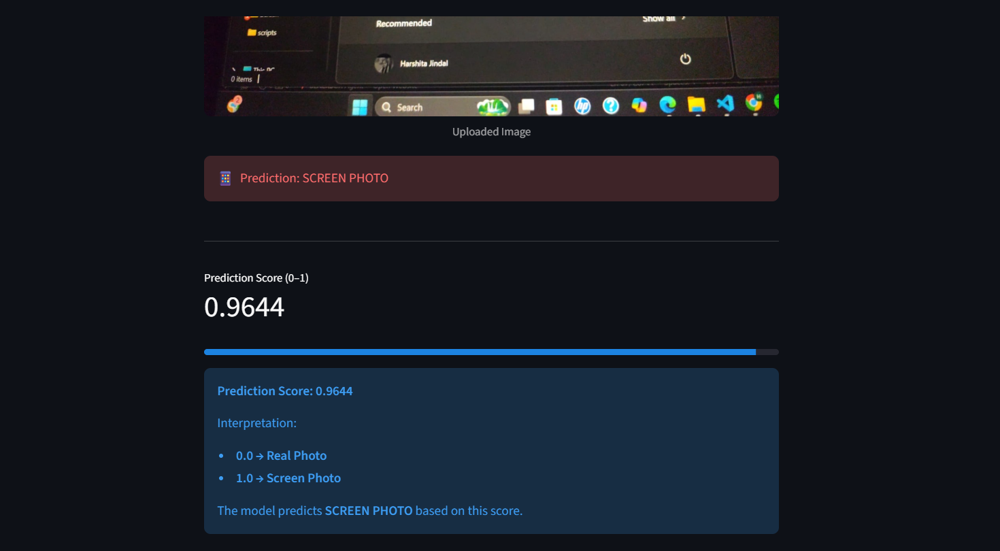 scripts
Recommended
Show all
Harshita Jindal
This PC
0 items
2
Search
hp
?
Uploaded Image
Prediction: SCREEN PHOTO
Prediction Score (0–1)
0.9644
Prediction Score: 0.9644
Interpretation:
• 0.0 → Real Photo
• 1.0 → Screen Photo
The model predicts SCREEN PHOTO based on this score.